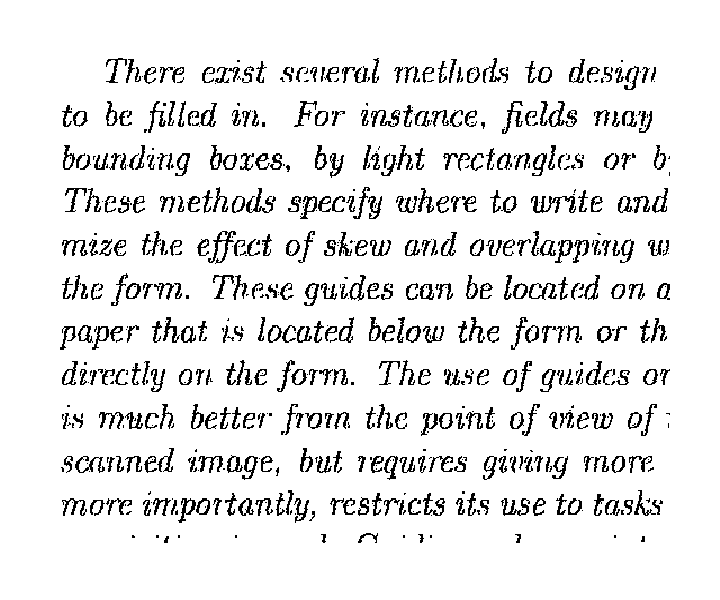 There exist several methods to design
to be filled in. For instance, fields may
bounding boxes, by light rectangles or
These methods specify where to write and
mize the effect of skew and overlapping
the form. These guides can be located on
paper that is located below the form or
directly on the form. The use of guides
is much better from the point of view of
scanned image, but requires giving more
more importantly, restricts its use to tasks